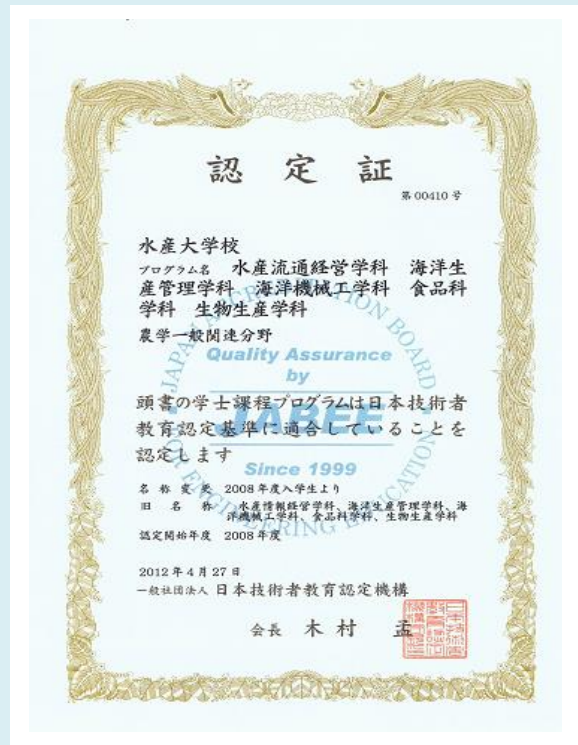 認定証
第 00410 号
水産大学校
プログラム名 水産流通経営学科 海洋生
産管理学科 海洋機械工学科 食品科
学科 生物生産学科
農学一般関連分野
JAPAN ACCREDITATION BOARD
Quality Assurance
by
頭書の学士課程プログラムは日本技術者
JABEE
教育認定基準に適合していることを
認定します
Since 1999
FOR ENGINEERING EDUCATION
名称変更 2008年度入学生より
旧名称 水産情報経営学科、海洋生産管理学科、海
洋機械工学科、食品科学科、生物生産学科
認定開始年度 2008年度
2012年4月27日
一般社団法人 日本技術者教育認定機構
会長 木村 孟